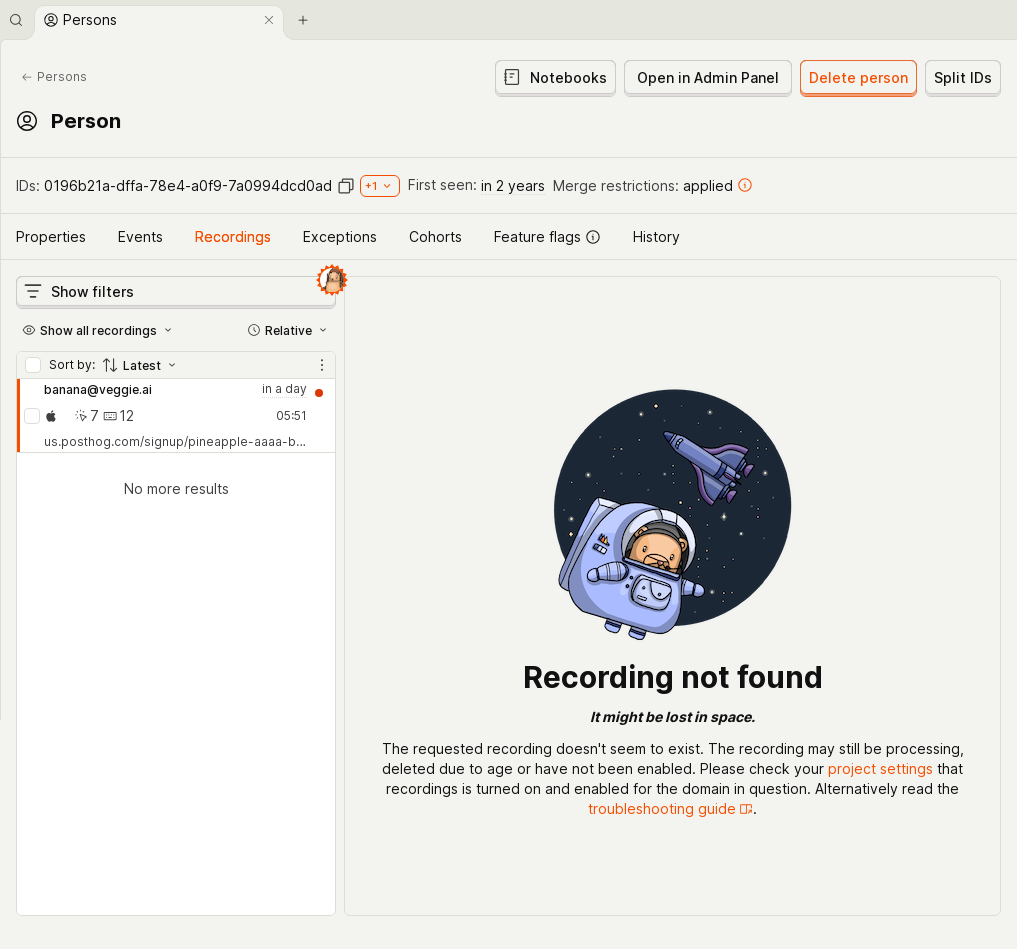 Persons
Persons
Notebooks
Open in Admin Panel
Delete person
Split IDs
Person
IDs: 0196b21a-dffa-78e4-a0f9-7a0994dcd0ad +1 First seen: in 2 years Merge restrictions: applied
Properties
Events
Recordings
Exceptions
Cohorts
Feature flags
History
Show filters
Show all recordings
Relative
Sort by: Latest
banana@veggie.ai
in a day
7 12
05:51
us.posthog.com/signup/pineapple-aaaa-b...
No more results
Recording not found
It might be lost in space.
The requested recording doesn't seem to exist. The recording may still be processing,
deleted due to age or have not been enabled. Please check your project settings that
recordings is turned on and enabled for the domain in question. Alternatively read the
troubleshooting guide .